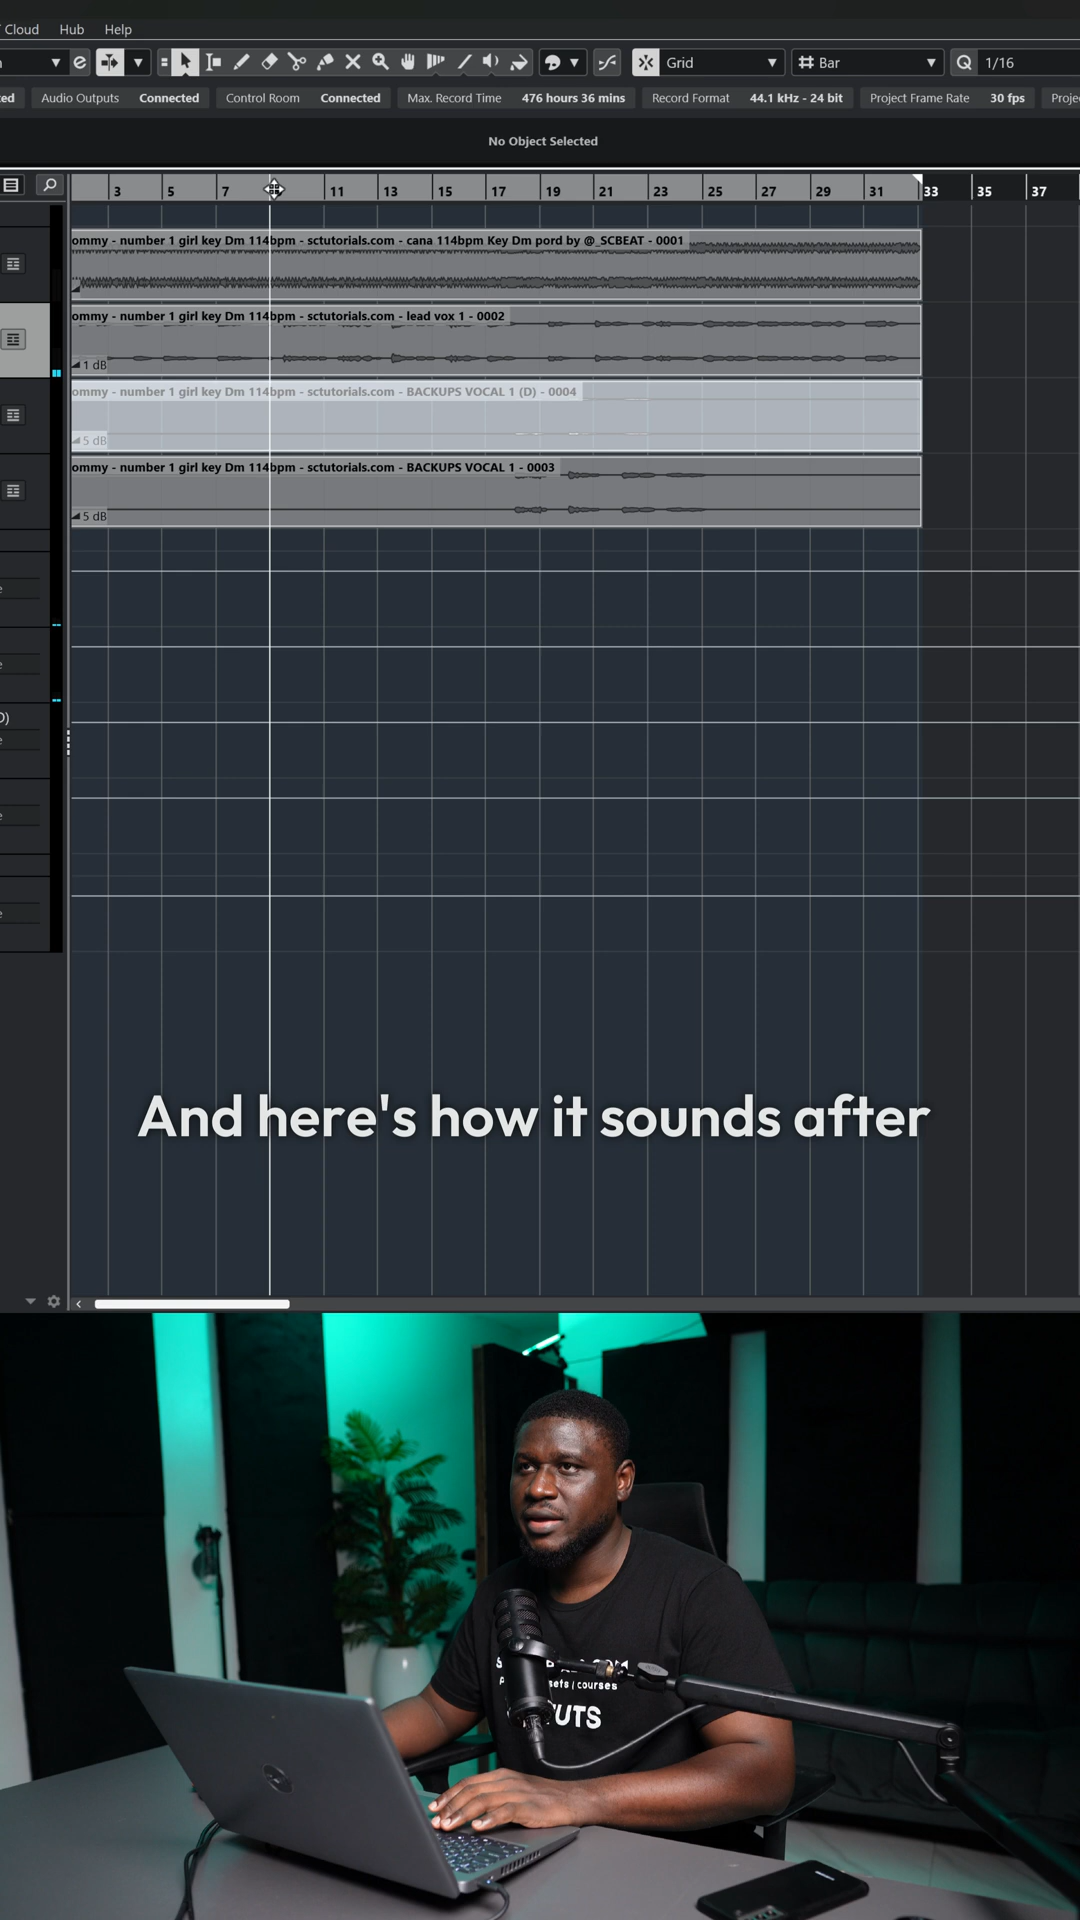 Cloud Hub Help
Grid Bar 1/16
Audio Outputs Connected Control Room Connected Max. Record Time 476 hours 36 mins Record Format 44.1 kHz - 24 bit Project Frame Rate 30 fps
No Object Selected
3 5 7 11 13 15 17 19 21 23 25 27 29 31 33 35 37
ommy - number 1 girl key Dm 114bpm - sctutorials.com - cana 114bpm Key Dm pord by @_SCBEAT - 0001
ommy - number 1 girl key Dm 114bpm - sctutorials.com - lead vox 1 - 0002
1 dB
ommy - number 1 girl key Dm 114bpm - sctutorials.com - BACKUPS VOCAL 1 (D) - 0004
5 dB
ommy - number 1 girl key Dm 114bpm - sctutorials.com - BACKUPS VOCAL 1 - 0003
5 dB
And here's how it sounds after
courses